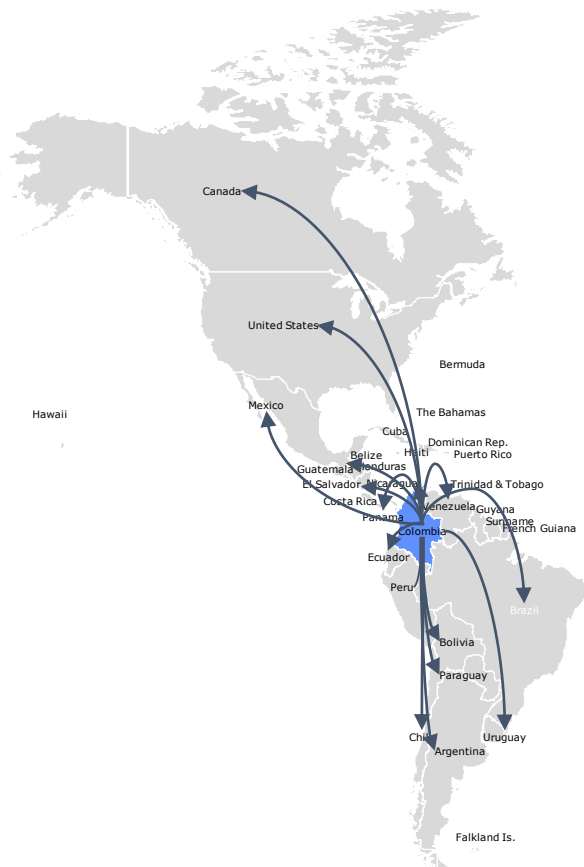 Canada
United States
Bermuda
Mexico
Hawaii
The Bahamas
Cuba
Dominican Rep.
Haiti
Puerto Rico
Belize
Honduras
Guatemala
El Salvador
Nicaragua
Trinidad & Tobago
Costa Rica
Venezuela
Guyana
Panama
Suriname
French Guiana
Colombia
Ecuador
Peru
Brazil
Bolivia
Paraguay
Chile
Uruguay
Argentina
Falkland Is.